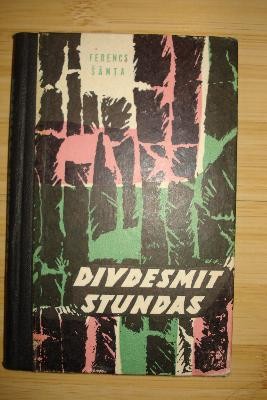 FERENCS
ŠANTA
DIVDESMIT
STUNDAS